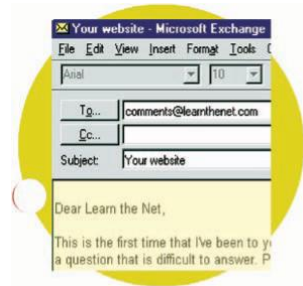 Your website - Microsoft Exchange
File Edit View Insert Format Tools
Arial 10
To... comments@learnthenet.com
Cc...
Subject: Your website
Dear Learn the Net,
This is the first time that I've been to
a question that is difficult to answer.